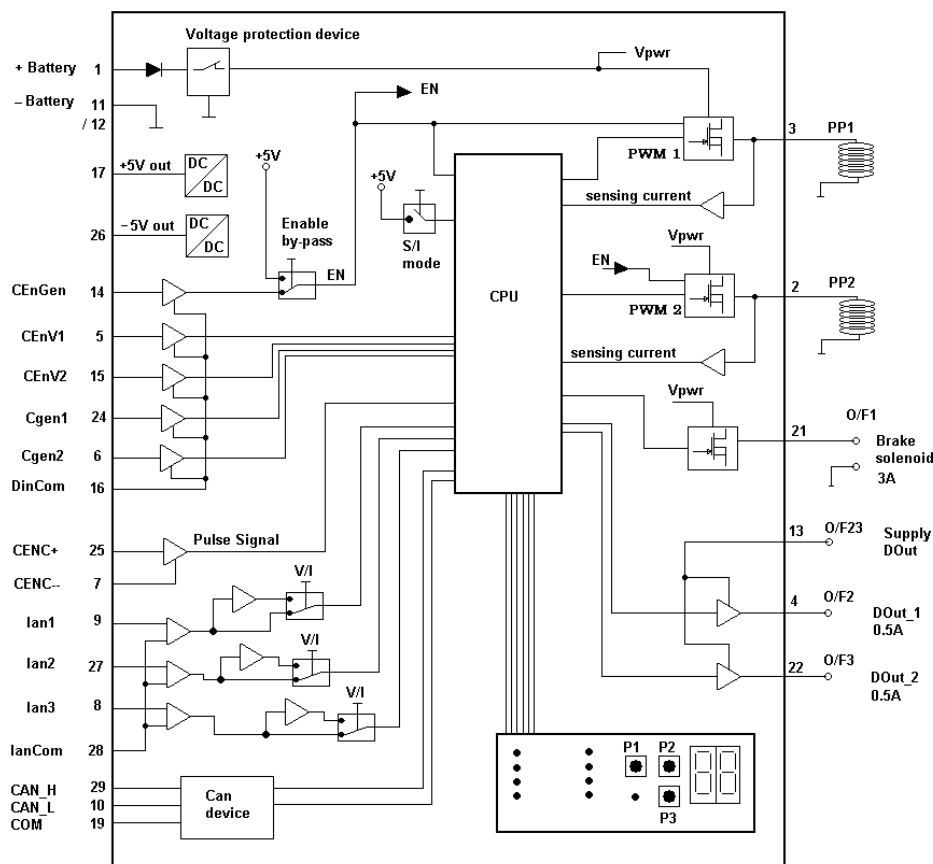 Voltage protection device
Vpwr
+ Battery 1
– Battery 11
/ 12
EN
3 PP1
PWM 1
+5V
+5V
17 +5V out DC DC
sensing current
S/I mode
26 –5V out DC DC
Enable by-pass
EN
Vpwr
EN
2 PP2
PWM 2
CPU
CEnGen 14
CEnV1 5
sensing current
CEnV2 15
Vpwr
Cgen1 24
O/F1
21
Brake solenoid 3A
Cgen2 6
DinCom 16
CENC+ 25 Pulse Signal
CENC-- 7
13 O/F23 Supply DOut
V/I
Ian1 9
4 O/F2 DOut_1 0.5A
V/I
Ian2 27
22 O/F3 DOut_2 0.5A
V/I
Ian3 8
IanCom 28
P1 P2
P3
88
CAN_H 29
CAN_L 10
COM 19
Can device